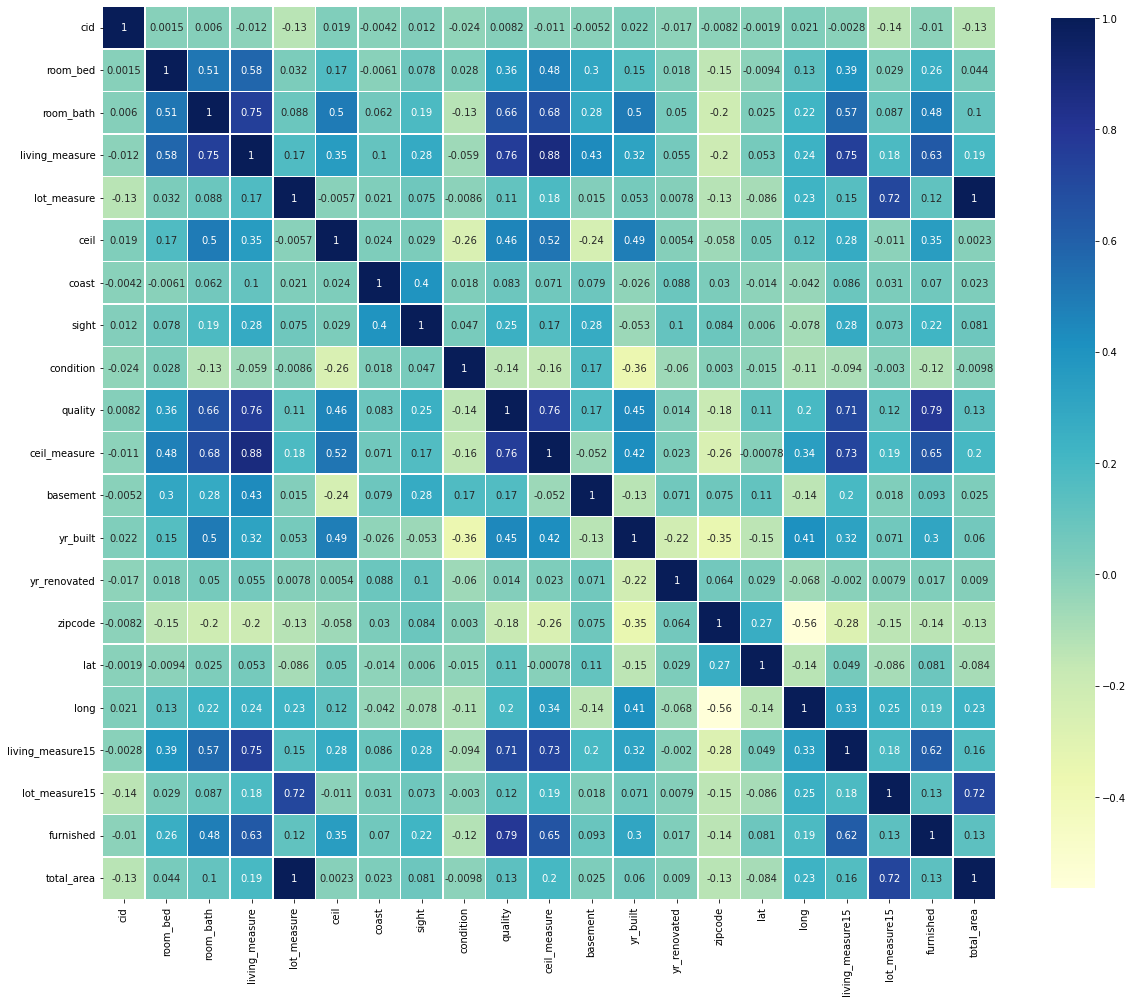 cid 1 0.0015 0.006 -0.012 -0.13 0.019 -0.0042 0.012 -0.024 0.0082 -0.011 -0.0052 0.022 -0.017 -0.0082 -0.0019 0.021 -0.0028 -0.14 -0.01 -0.13
room_bed 0.0015 1 0.51 0.58 0.032 0.17 -0.0061 0.078 0.028 0.36 0.48 0.3 0.15 0.018 -0.15 -0.0094 0.13 0.39 0.029 0.26 0.044
room_bath 0.006 0.51 1 0.75 0.088 0.5 0.062 0.19 -0.13 0.66 0.68 0.28 0.5 0.05 -0.2 0.025 0.22 0.57 0.087 0.48 0.1
living_measure -0.012 0.58 0.75 1 0.17 0.35 0.1 0.28 -0.059 0.76 0.88 0.43 0.32 0.055 -0.2 0.053 0.24 0.75 0.18 0.63 0.19
lot_measure -0.13 0.032 0.088 0.17 1 -0.0057 0.021 0.075 -0.0086 0.11 0.18 0.015 0.053 0.0078 -0.13 -0.086 0.23 0.15 0.72 0.12 1
ceil 0.019 0.17 0.5 0.35 -0.0057 1 0.024 0.029 -0.26 0.46 0.52 -0.24 0.49 0.0054 -0.058 0.05 0.12 0.28 -0.011 0.35 0.0023
coast -0.0042 -0.0061 0.062 0.1 0.021 0.024 1 0.4 0.018 0.083 0.071 0.079 -0.026 0.088 0.03 -0.014 -0.042 0.086 0.031 0.07 0.023
sight 0.012 0.078 0.19 0.28 0.075 0.029 0.4 1 0.047 0.25 0.17 0.28 -0.053 0.1 0.084 0.006 -0.078 0.28 0.073 0.22 0.081
condition -0.024 0.028 -0.13 -0.059 -0.0086 -0.26 0.018 0.047 1 -0.14 -0.16 0.17 -0.36 -0.06 0.003 -0.015 -0.11 -0.094 -0.003 -0.12 -0.0098
quality 0.0082 0.36 0.66 0.76 0.11 0.46 0.083 0.25 -0.14 1 0.76 0.17 0.45 0.014 -0.18 0.11 0.2 0.71 0.12 0.79 0.13
ceil_measure -0.011 0.48 0.68 0.88 0.18 0.52 0.071 0.17 -0.16 0.76 1 -0.052 0.42 0.023 -0.26 -0.00078 0.34 0.73 0.19 0.65 0.2
basement -0.0052 0.3 0.28 0.43 0.015 -0.24 0.079 0.28 0.17 0.17 -0.052 1 -0.13 0.071 0.075 0.11 -0.14 0.2 0.018 0.093 0.025
yr_built 0.022 0.15 0.5 0.32 0.053 0.49 -0.026 -0.053 -0.36 0.45 0.42 -0.13 1 -0.22 -0.35 -0.15 0.41 0.32 0.071 0.3 0.06
yr_renovated -0.017 0.018 0.05 0.055 0.0078 0.0054 0.088 0.1 -0.06 0.014 0.023 0.071 -0.22 1 0.064 0.029 -0.068 -0.002 0.0079 0.017 0.009
zipcode -0.0082 -0.15 -0.2 -0.2 -0.13 -0.058 0.03 0.084 0.003 -0.18 -0.26 0.075 -0.35 0.064 1 0.27 -0.56 -0.28 -0.15 -0.14 -0.13
lat -0.0019 -0.0094 0.025 0.053 -0.086 0.05 -0.014 0.006 -0.015 0.11 -0.00078 0.11 -0.15 0.029 0.27 1 -0.14 0.049 -0.086 0.081 -0.084
long 0.021 0.13 0.22 0.24 0.23 0.12 -0.042 -0.078 -0.11 0.2 0.34 -0.14 0.41 -0.068 -0.56 -0.14 1 0.33 0.25 0.19 0.23
living_measure15 -0.0028 0.39 0.57 0.75 0.15 0.28 0.086 0.28 -0.094 0.71 0.73 0.2 0.32 -0.002 -0.28 0.049 0.33 1 0.18 0.62 0.16
lot_measure15 -0.14 0.029 0.087 0.18 0.72 -0.011 0.031 0.073 -0.003 0.12 0.19 0.018 0.071 0.0079 -0.15 -0.086 0.25 0.18 1 0.13 0.72
furnished -0.01 0.26 0.48 0.63 0.12 0.35 0.07 0.22 -0.12 0.79 0.65 0.093 0.3 0.017 -0.14 0.081 0.19 0.62 0.13 1 0.13
total_area -0.13 0.044 0.1 0.19 1 0.0023 0.023 0.081 -0.0098 0.13 0.2 0.025 0.06 0.009 -0.13 -0.084 0.23 0.16 0.72 0.13 1
cid room_bed room_bath living_measure lot_measure ceil coast sight condition quality ceil_measure basement yr_built yr_renovated zipcode lat long living_measure15 lot_measure15 furnished total_area
1.0
0.8
0.6
0.4
0.2
0.0
−0.2
−0.4